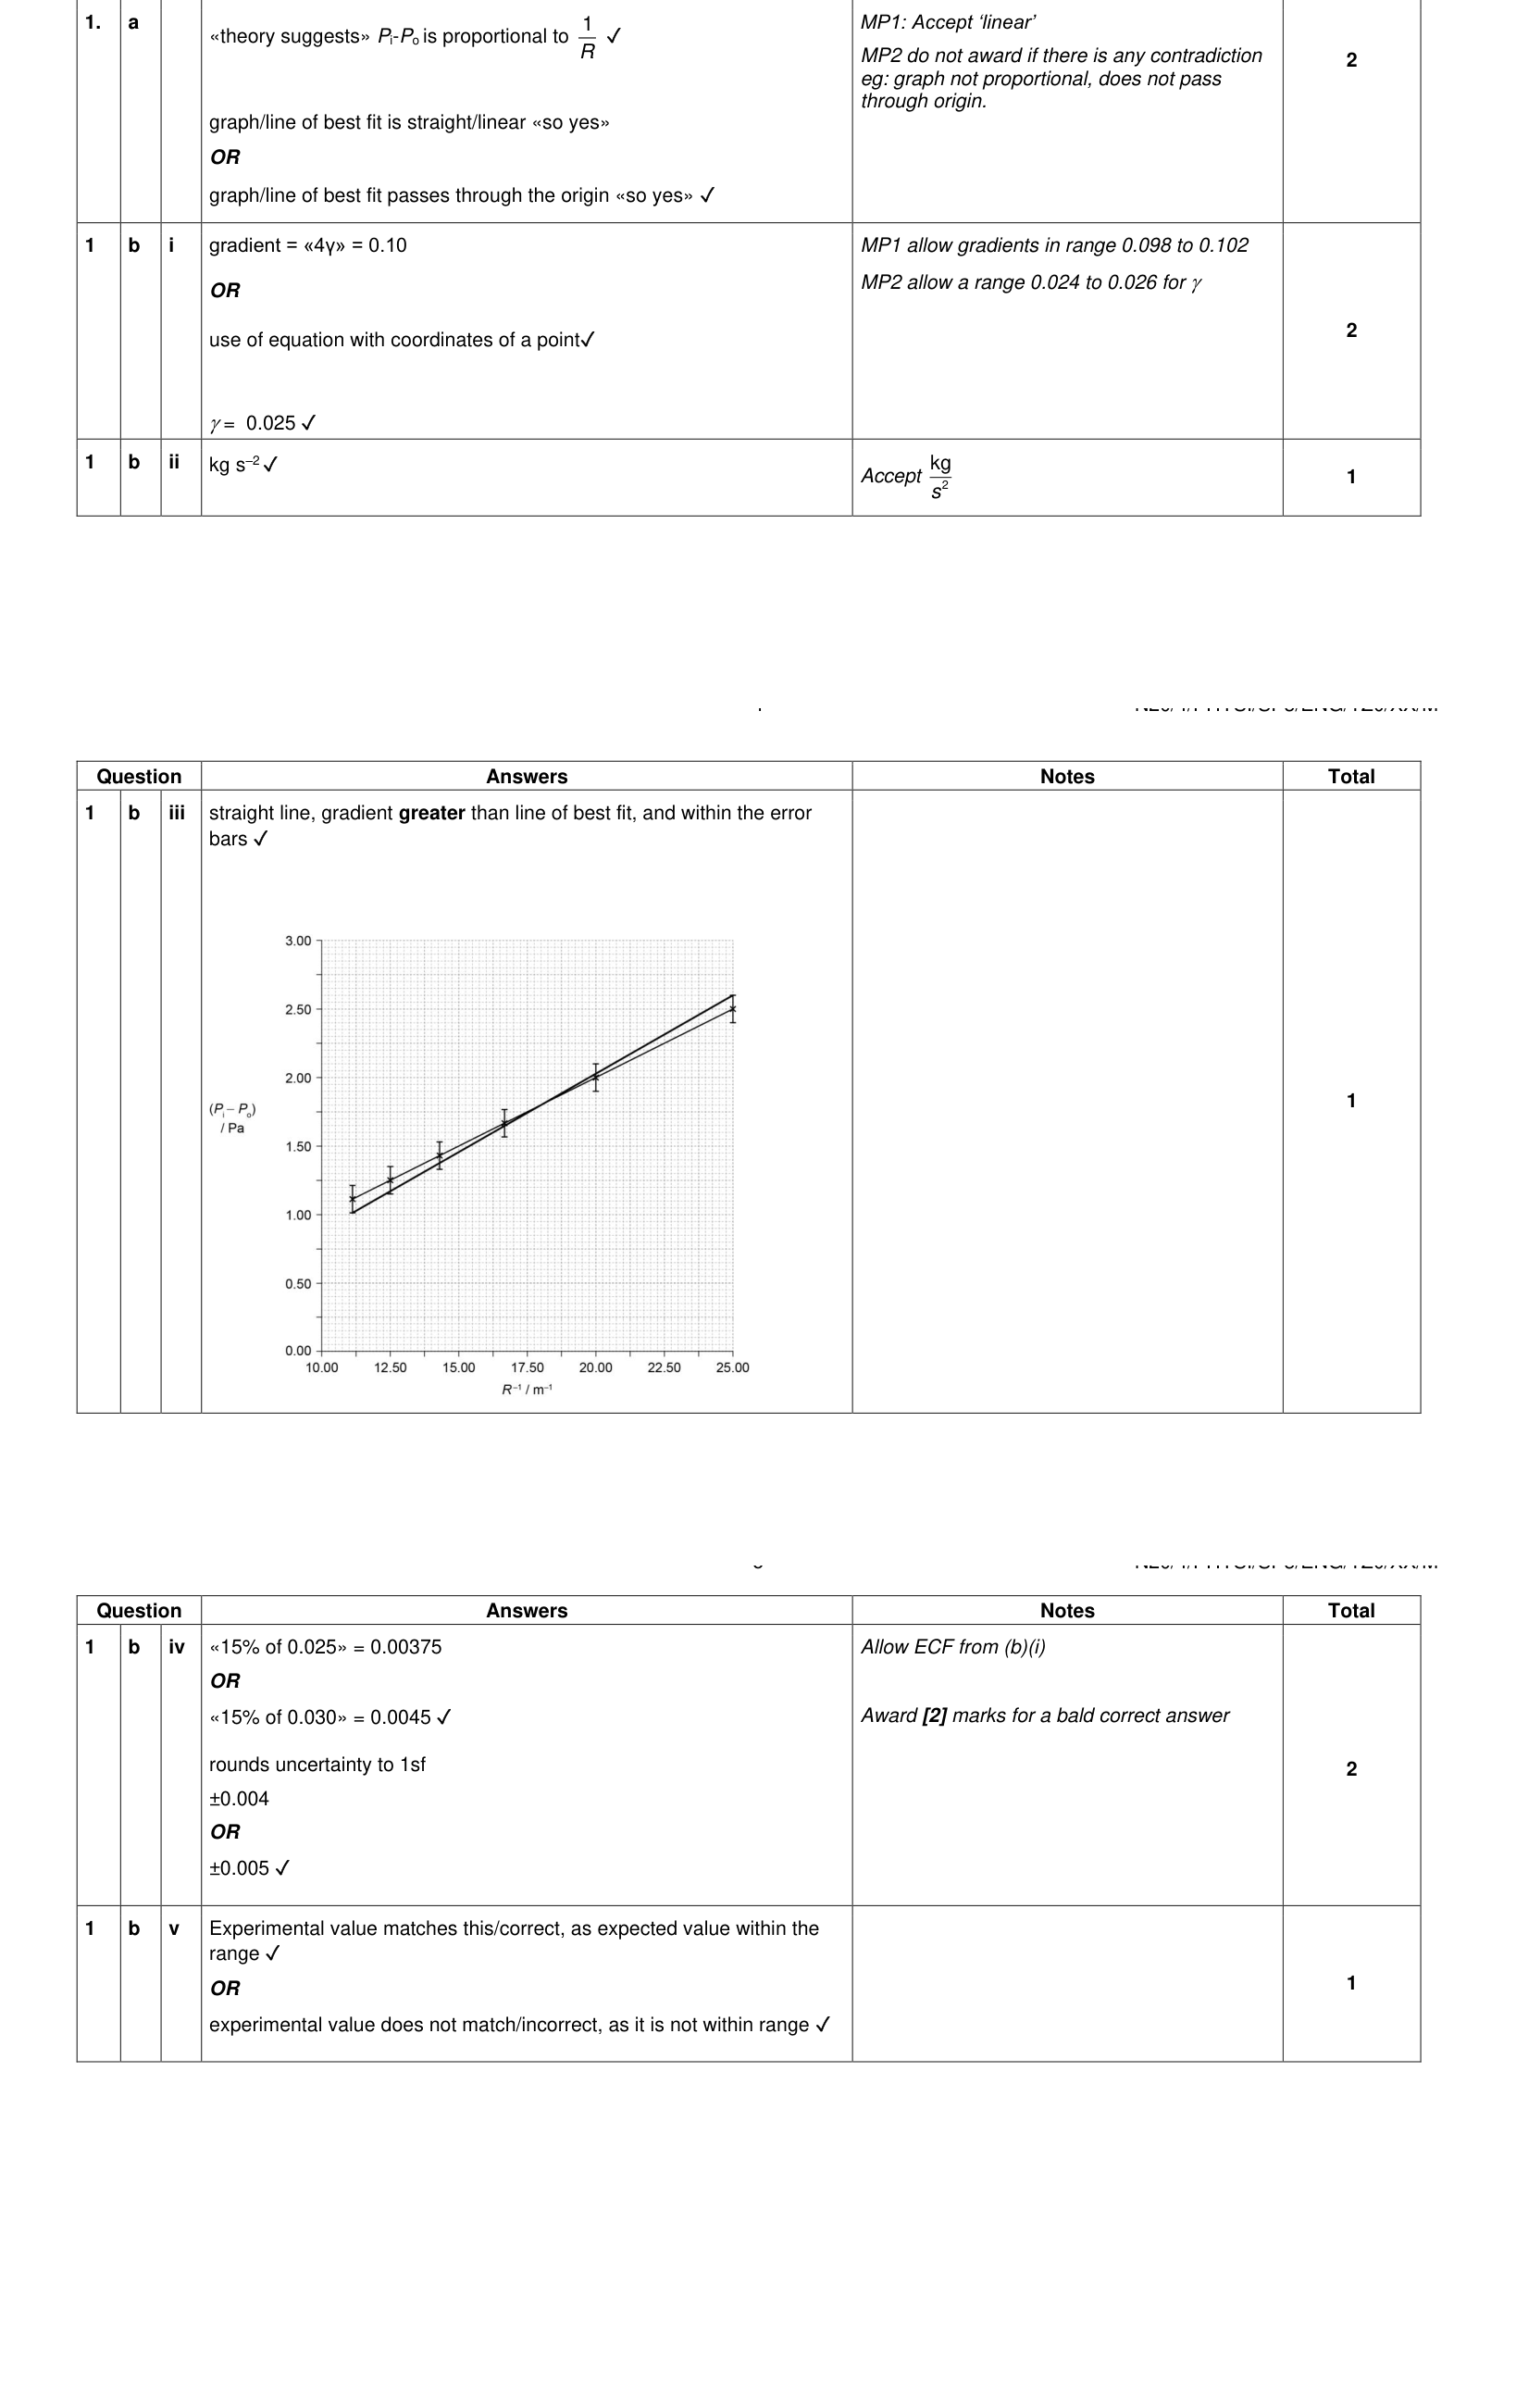 1. a «theory suggests» Pi-Po is proportional to 1/R ✓ MP1: Accept ‘linear’
MP2 do not award if there is any contradiction
eg: graph not proportional, does not pass
through origin.
2
graph/line of best fit is straight/linear «so yes»
OR
graph/line of best fit passes through the origin «so yes» ✓
1 b i gradient = «4γ» = 0.10 MP1 allow gradients in range 0.098 to 0.102
OR MP2 allow a range 0.024 to 0.026 for γ
use of equation with coordinates of a point✓ 2
γ = 0.025 ✓
1 b ii kg s–2 ✓ Accept kg/s2 1
Question Answers Notes Total
1 b iii straight line, gradient greater than line of best fit, and within the error
bars ✓
1
3.00
2.50
2.00
(Pi – Po)
/ Pa
1.50
1.00
0.50
0.00
10.00 12.50 15.00 17.50 20.00 22.50 25.00
R–1 / m–1
Question Answers Notes Total
1 b iv «15% of 0.025» = 0.00375 Allow ECF from (b)(i)
OR
«15% of 0.030» = 0.0045 ✓ Award [2] marks for a bald correct answer
rounds uncertainty to 1sf 2
±0.004
OR
±0.005 ✓
1 b v Experimental value matches this/correct, as expected value within the
range ✓
OR 1
experimental value does not match/incorrect, as it is not within range ✓